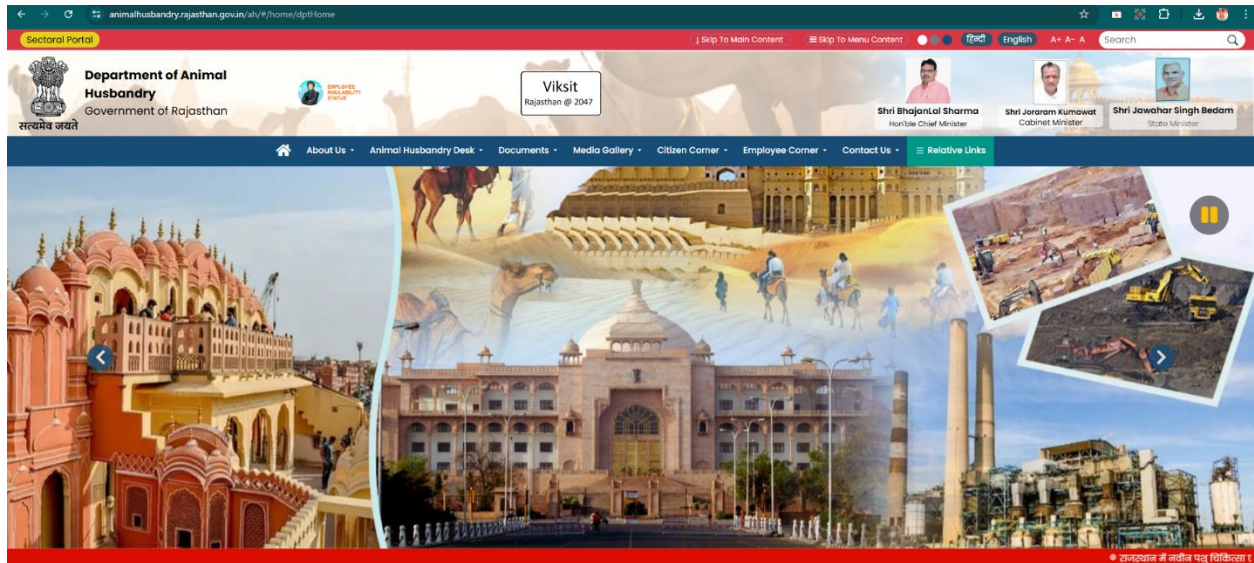 animalhusbandry.rajasthan.gov.in/ah/#/home/dptHome
Sectoral Portal
Skip To Main Content
Skip To Menu Content
हिन्दी
English
A+ A- A
Search
सत्यमेव जयते
Department of Animal
Husbandry
Government of Rajasthan
EMPLOYEE
AVAILABILITY
STATUS
Viksit
Rajasthan @ 2047
Shri BhajanLal Sharma
Hon'ble Chief Minister
Shri Joraram Kumawat
Cabinet Minister
Shri Jawahar Singh Bedam
State Minister
About Us
Animal Husbandry Desk
Documents
Media Gallery
Citizen Corner
Employee Corner
Contact Us
Relative Links
राजस्थान में नवीन पशु चिकित्सा